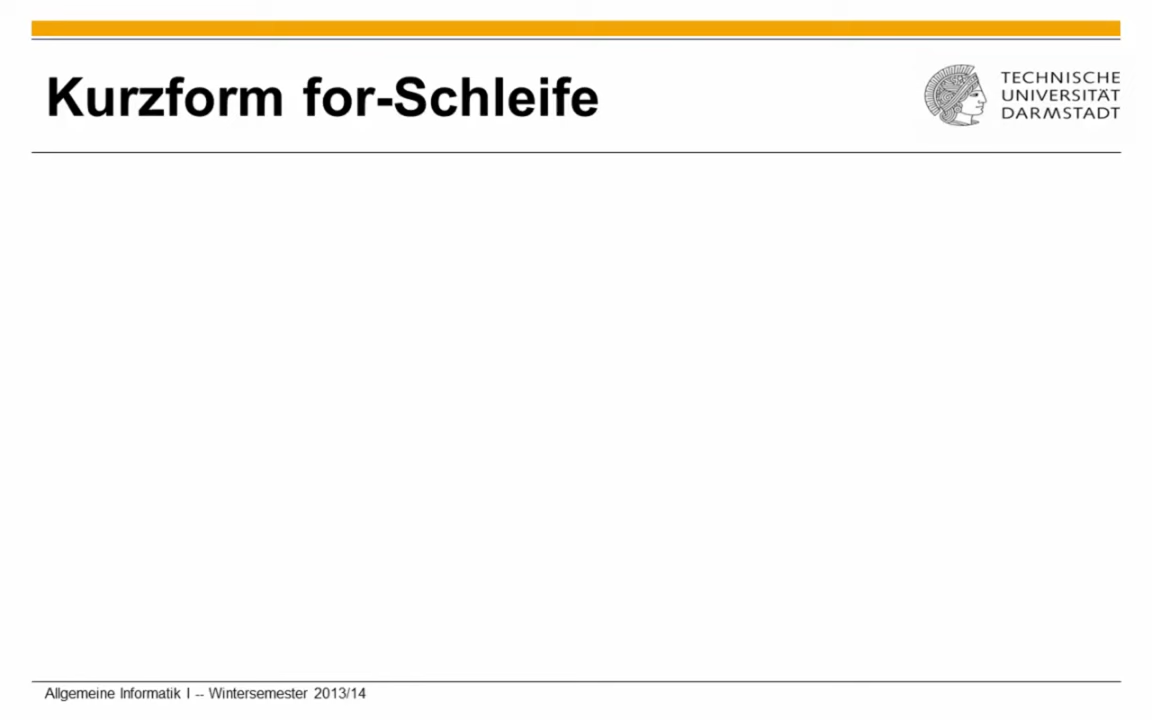 Kurzform for-Schleife
TECHNISCHE
UNIVERSITÄT
DARMSTADT
Allgemeine Informatik I -- Wintersemester 2013/14